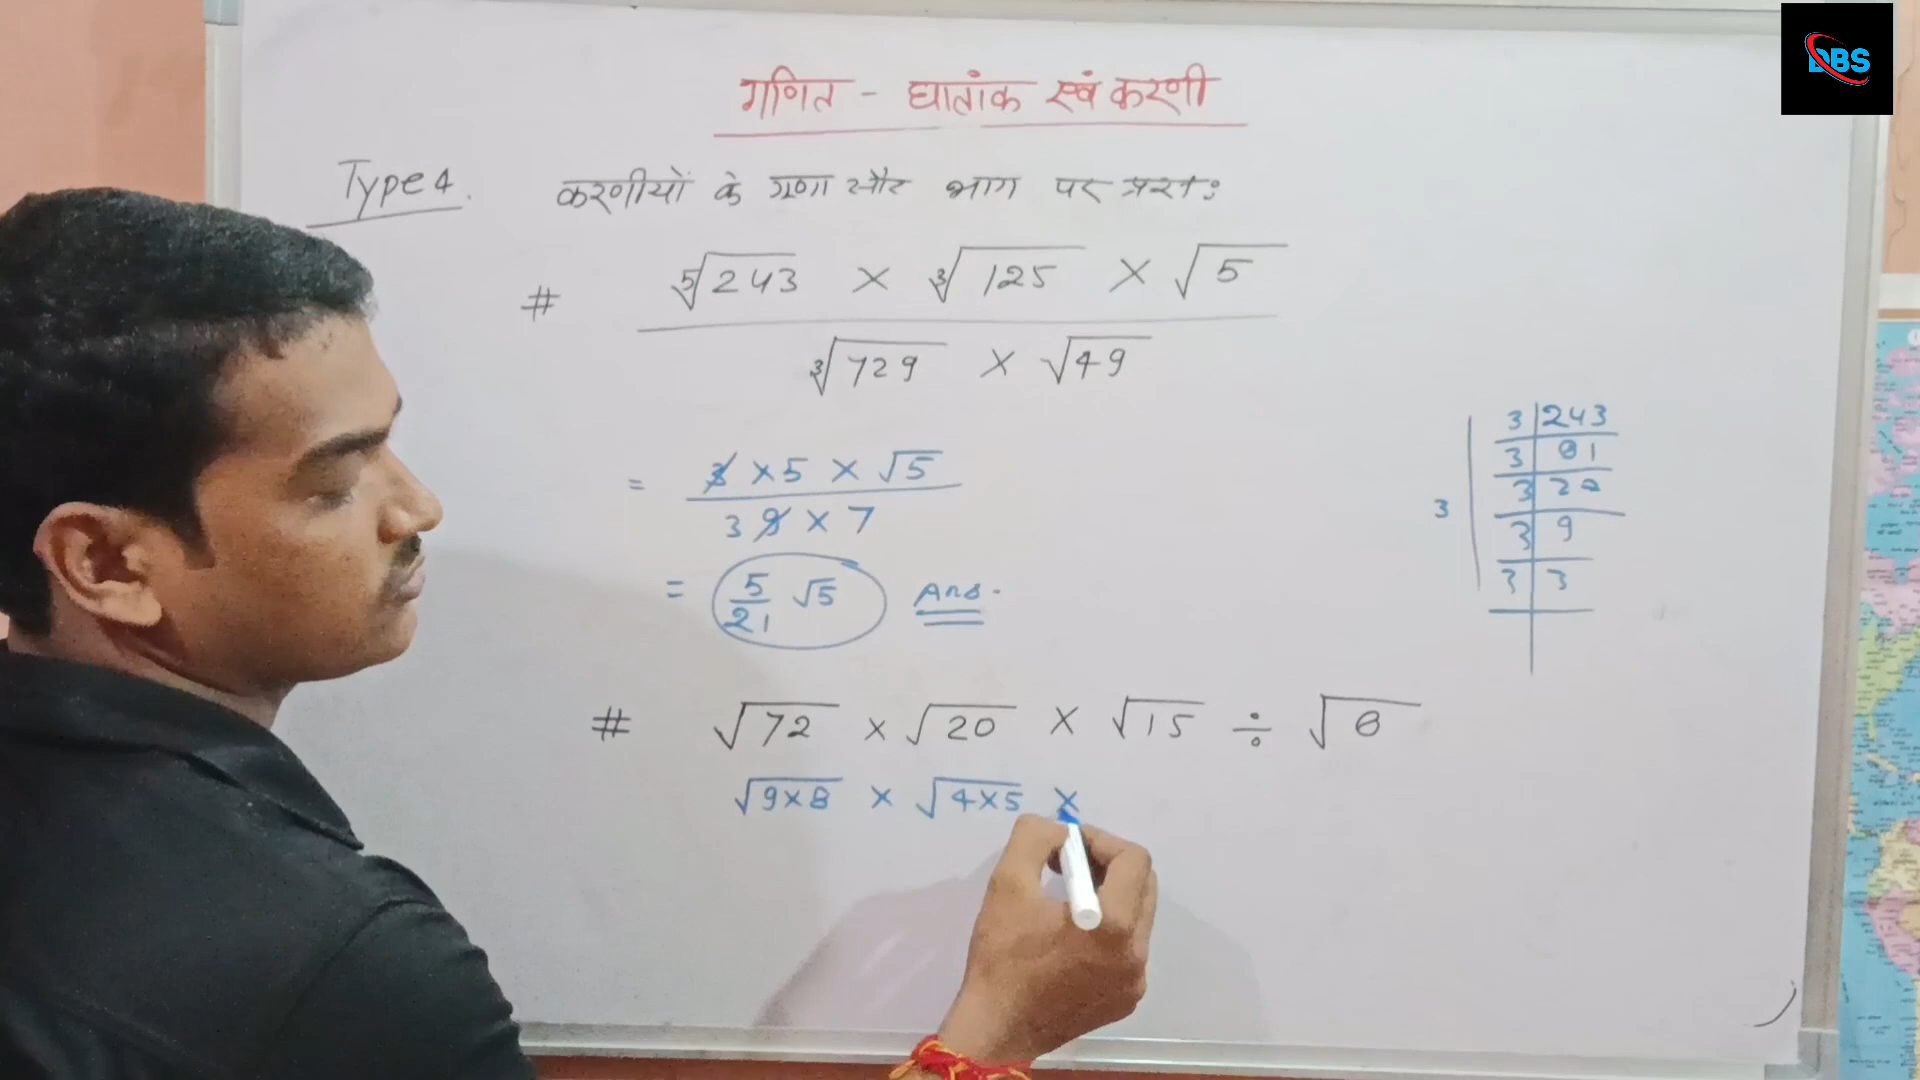 DBS
गणित - घातांक एवं करणी
Type 4.
करणीयों के गुणा और भाग पर प्रश्न:
# ⁵√243 × ³√125 × √5
³√729 × √49
= 3 × 5 × √5
3 9 × 7
= 5/21 √5 Ans.
3 | 243
3 | 81
3 | 27
3 | 9
3 | 3
3
# √72 × √20 × √15 ÷ √8
√9×8 × √4×5 ×